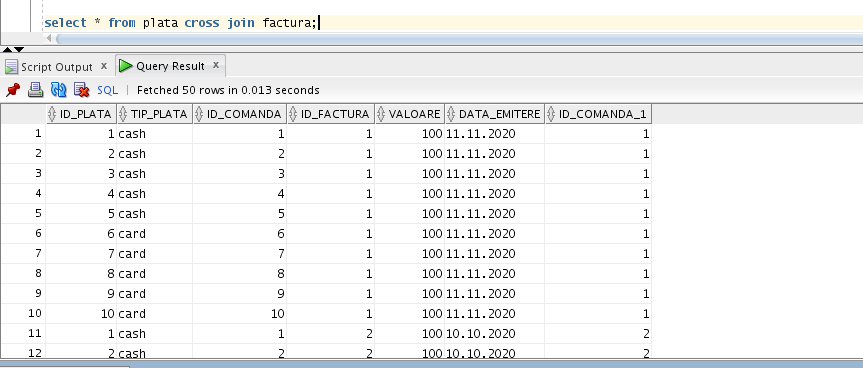 select * from plata cross join factura;
Script Output x Query Result x
SQL | Fetched 50 rows in 0.013 seconds
ID_PLATA TIP_PLATA ID_COMANDA ID_FACTURA VALOARE DATA_EMITERE ID_COMANDA_1
1 1 cash 1 1 100 11.11.2020 1
2 2 cash 2 1 100 11.11.2020 1
3 3 cash 3 1 100 11.11.2020 1
4 4 cash 4 1 100 11.11.2020 1
5 5 cash 5 1 100 11.11.2020 1
6 6 card 6 1 100 11.11.2020 1
7 7 card 7 1 100 11.11.2020 1
8 8 card 8 1 100 11.11.2020 1
9 9 card 9 1 100 11.11.2020 1
10 10 card 10 1 100 11.11.2020 1
11 1 cash 1 2 100 10.10.2020 2
12 2 cash 2 2 100 10.10.2020 2